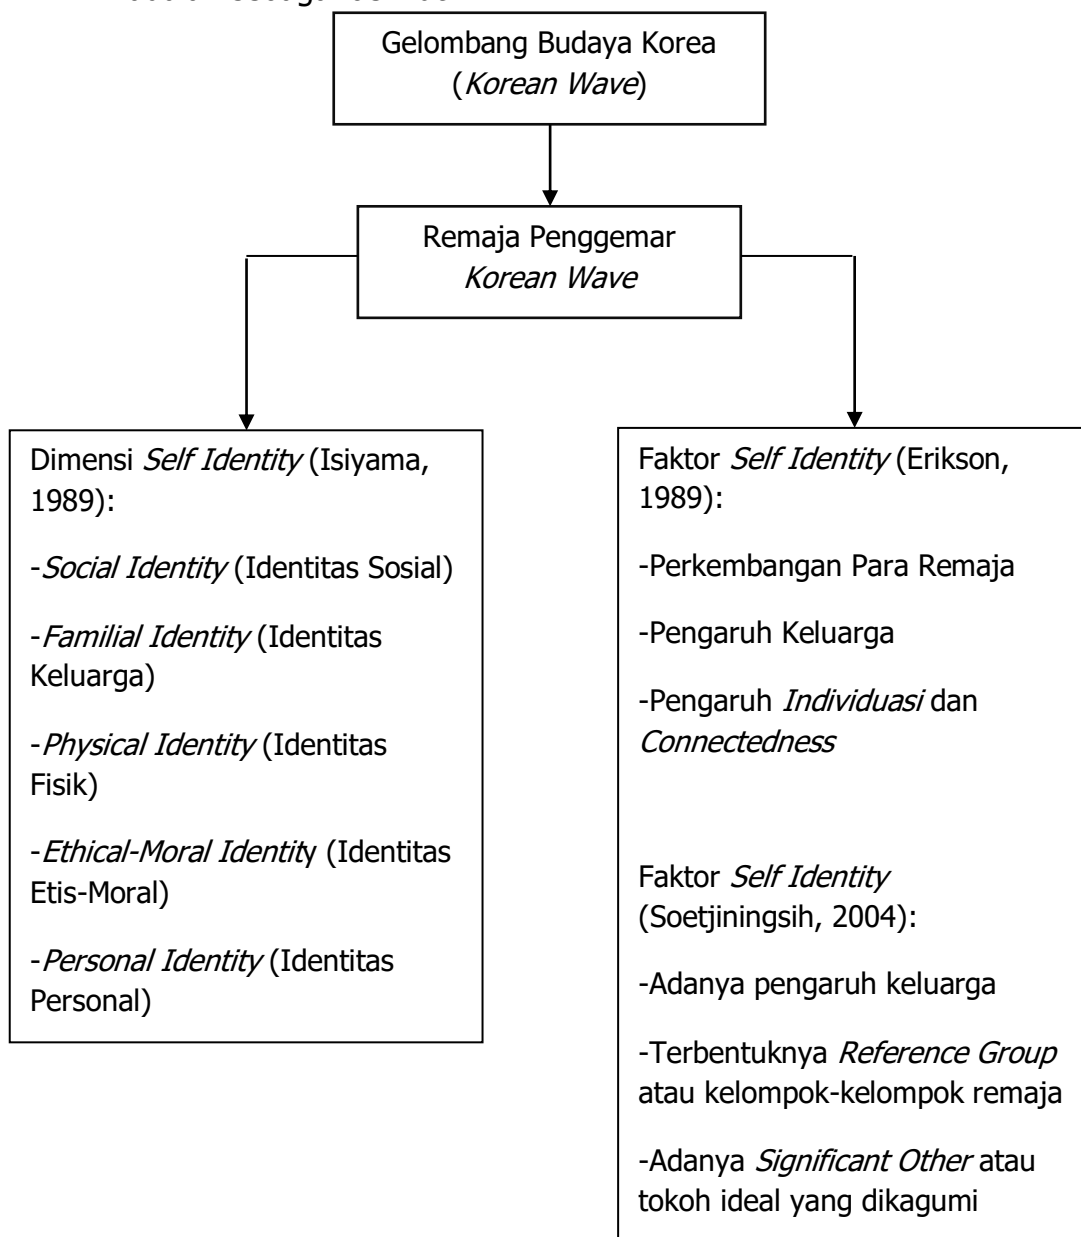 Gelombang Budaya Korea
(Korean Wave)
Remaja Penggemar
Korean Wave
Dimensi Self Identity (Isiyama,
1989):
-Social Identity (Identitas Sosial)
-Familial Identity (Identitas
Keluarga)
-Physical Identity (Identitas
Fisik)
-Ethical-Moral Identity (Identitas
Etis-Moral)
-Personal Identity (Identitas
Personal)
Faktor Self Identity (Erikson,
1989):
-Perkembangan Para Remaja
-Pengaruh Keluarga
-Pengaruh Individuasi dan
Connectedness
Faktor Self Identity
(Soetjiningsih, 2004):
-Adanya pengaruh keluarga
-Terbentuknya Reference Group
atau kelompok-kelompok remaja
-Adanya Significant Other atau
tokoh ideal yang dikagumi